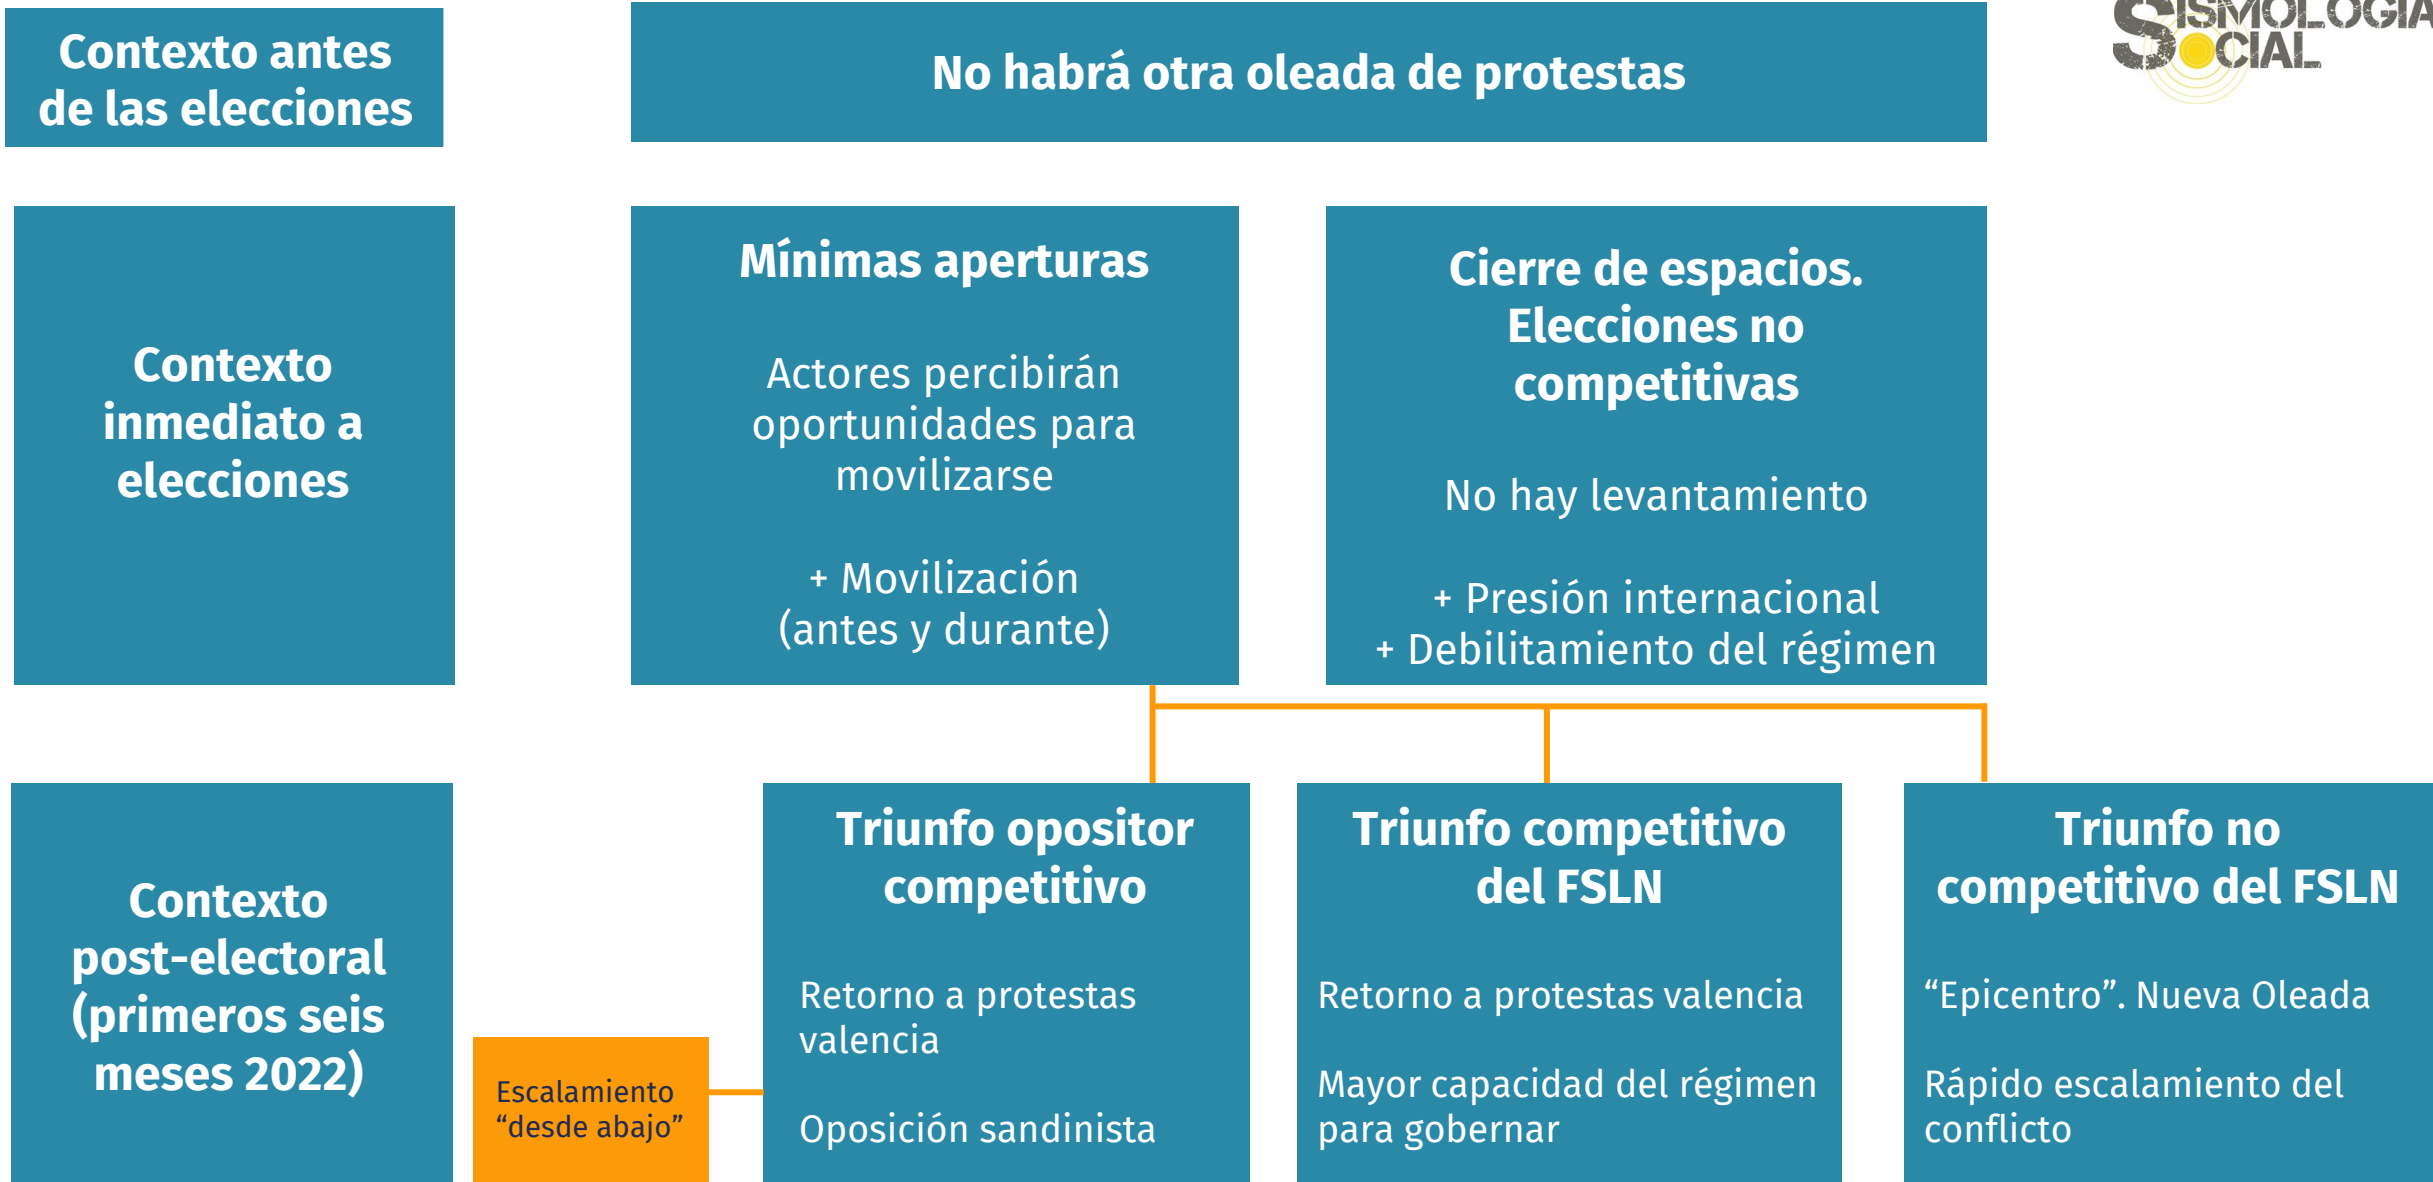 Contexto antes
de las elecciones
No habrá otra oleada de protestas
SISMOLOGIA
SOCIAL
Contexto
inmediato a
elecciones
Mínimas aperturas
Actores percibirán
oportunidades para
movilizarse
+ Movilización
(antes y durante)
Cierre de espacios.
Elecciones no
competitivas
No hay levantamiento
+ Presión internacional
+ Debilitamiento del régimen
Contexto
post-electoral
(primeros seis
meses 2022)
Escalamiento
“desde abajo”
Triunfo opositor
competitivo
Retorno a protestas
valencia
Oposición sandinista
Triunfo competitivo
del FSLN
Retorno a protestas valencia
Mayor capacidad del régimen
para gobernar
Triunfo no
competitivo del FSLN
“Epicentro”. Nueva Oleada
Rápido escalamiento del
conflicto